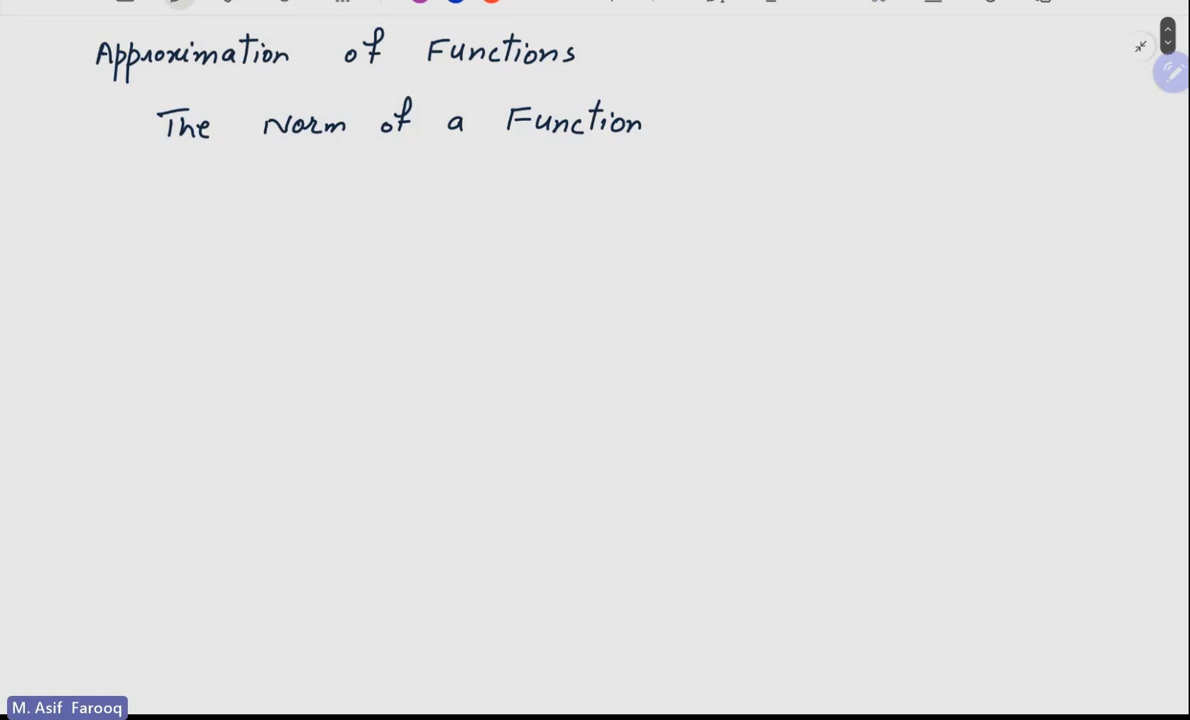 Approximation of Functions
The Norm of a Function
M. Asif Farooq